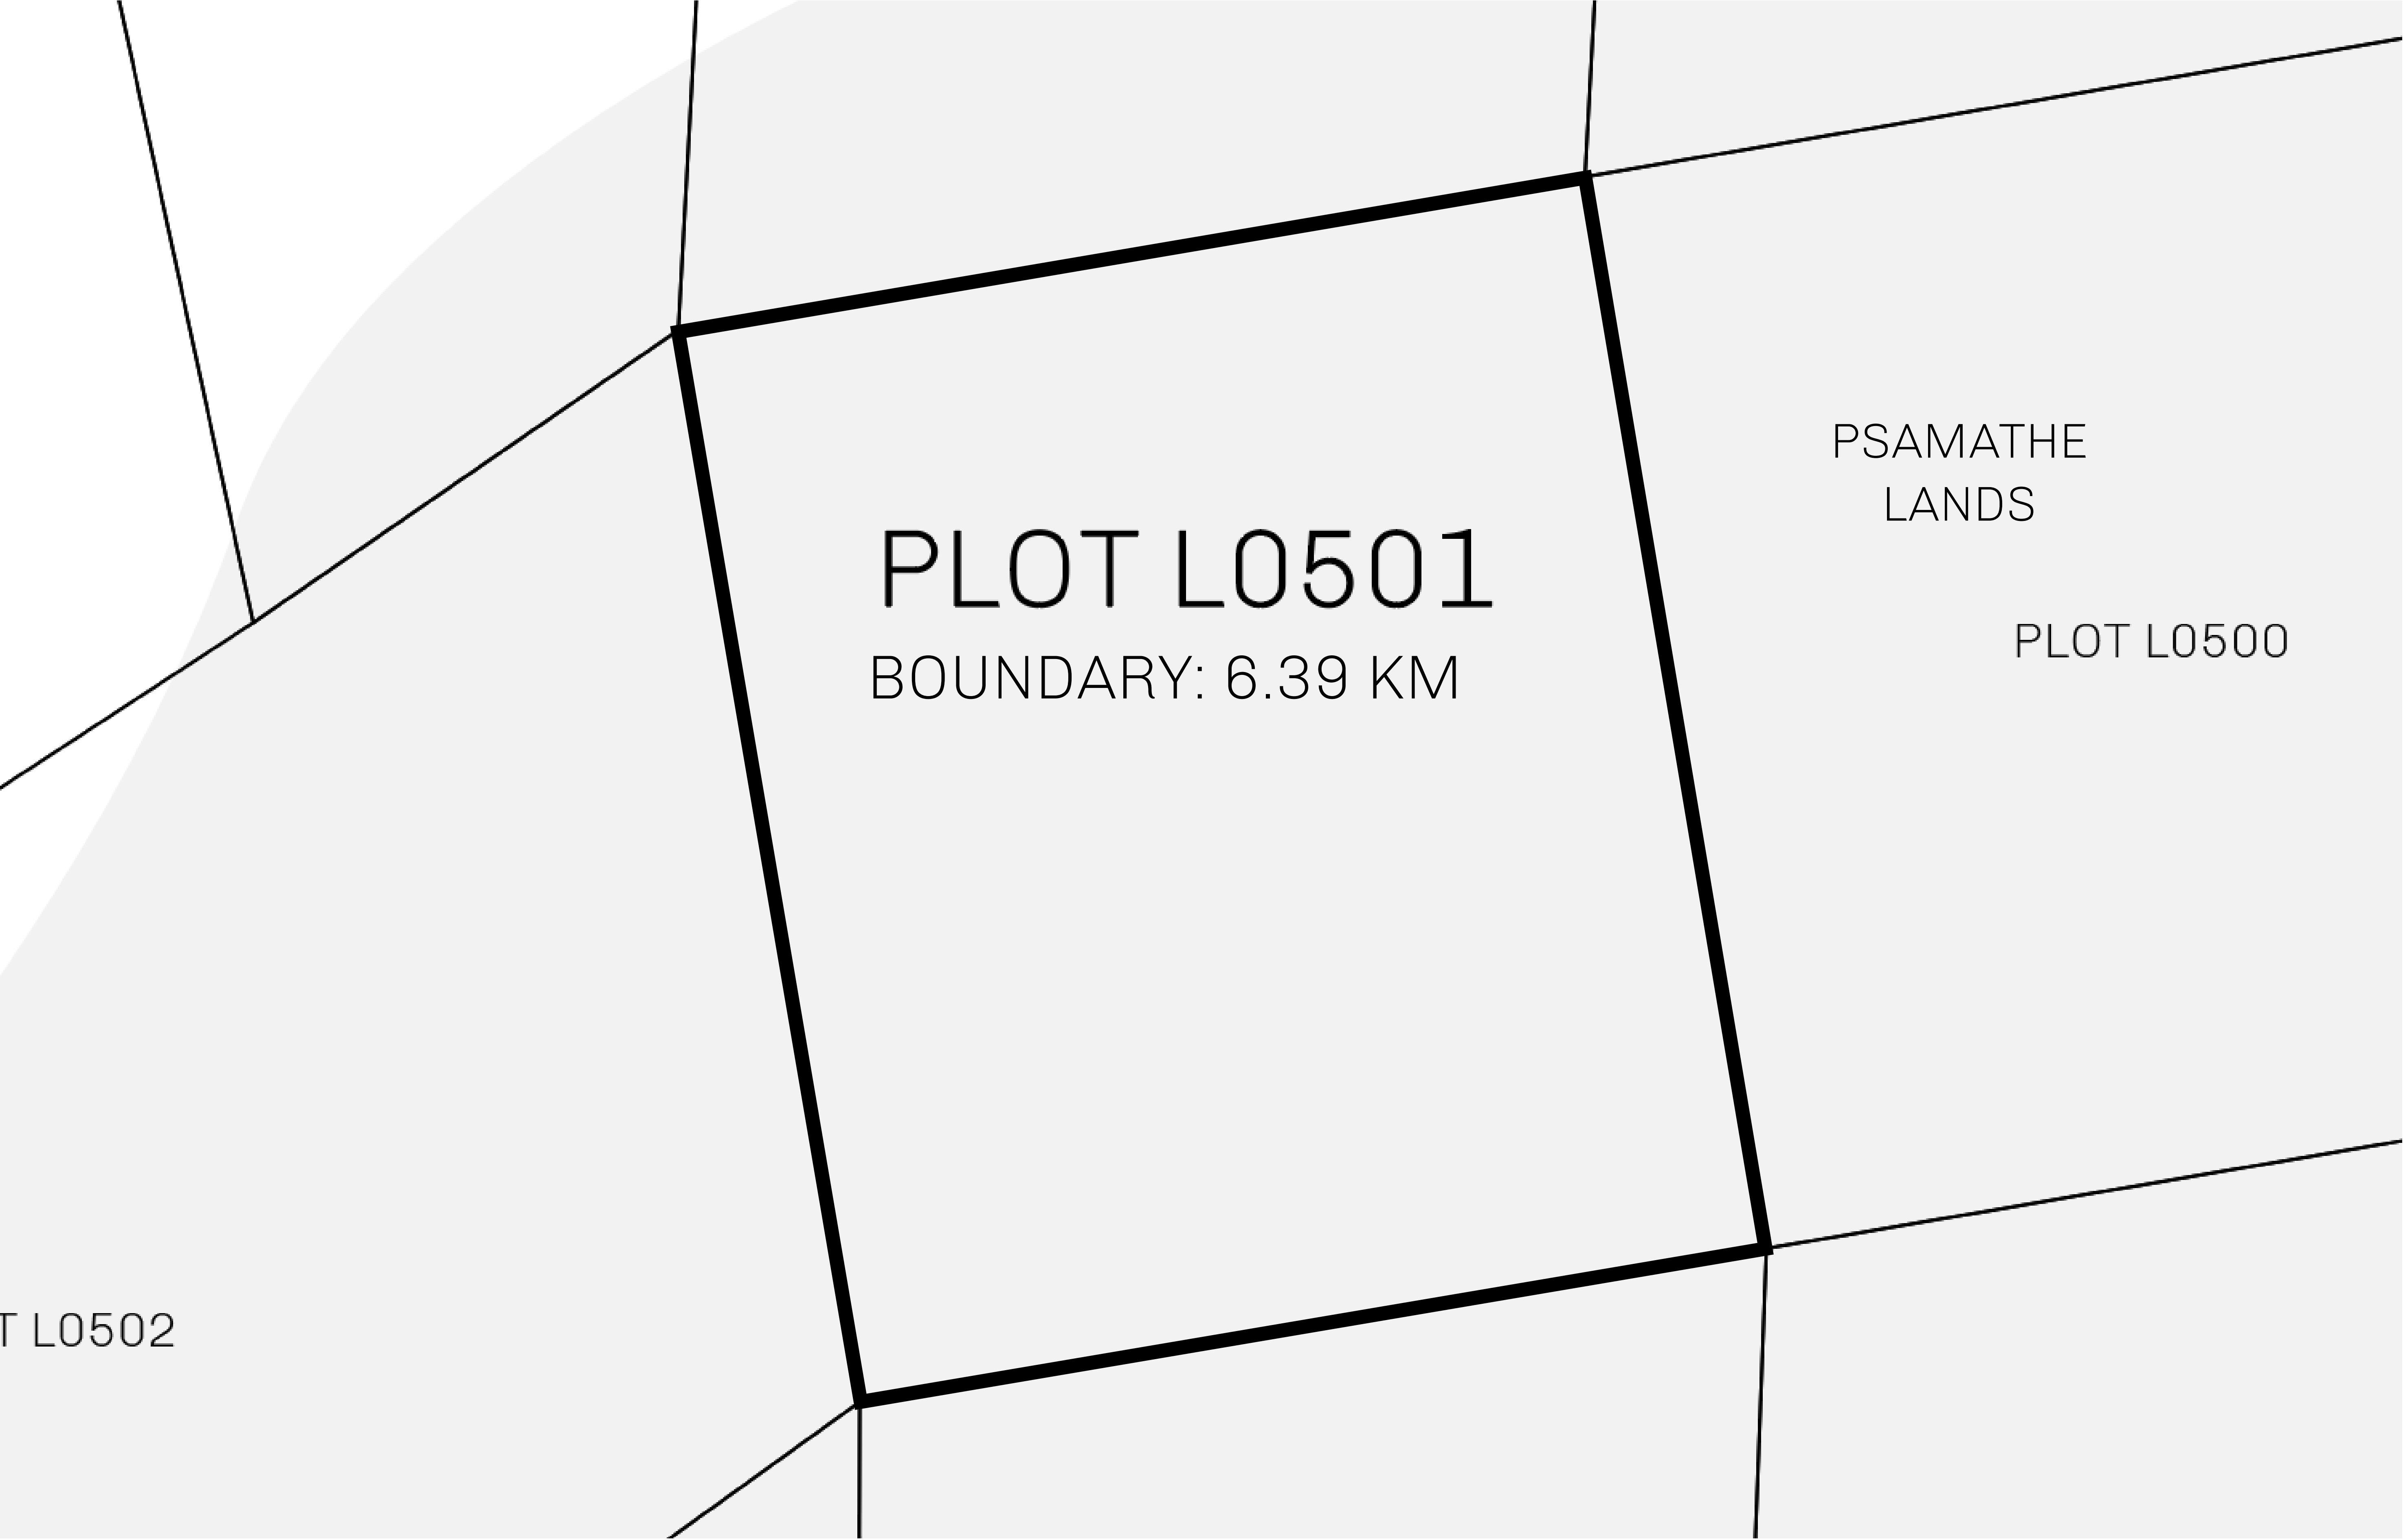 PSAMATHE
LANDS
PLOT L0501
BOUNDARY: 6.39 KM
PLOT L0500
T L0502